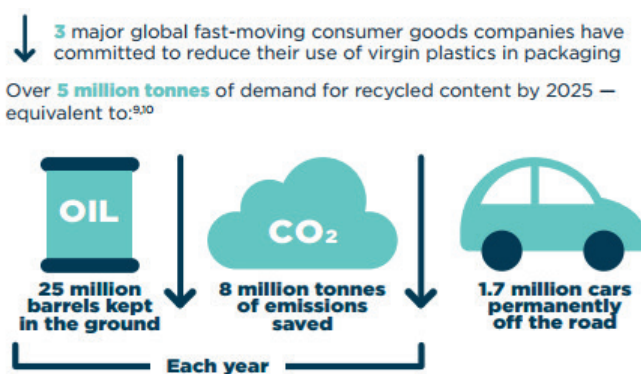 3 major global fast-moving consumer goods companies have
committed to reduce their use of virgin plastics in packaging
Over 5 million tonnes of demand for recycled content by 2025 —
equivalent to:⁹,¹⁰
OIL
CO₂
25 million
barrels kept
in the ground
8 million tonnes
of emissions
saved
1.7 million cars
permanently
off the road
Each year